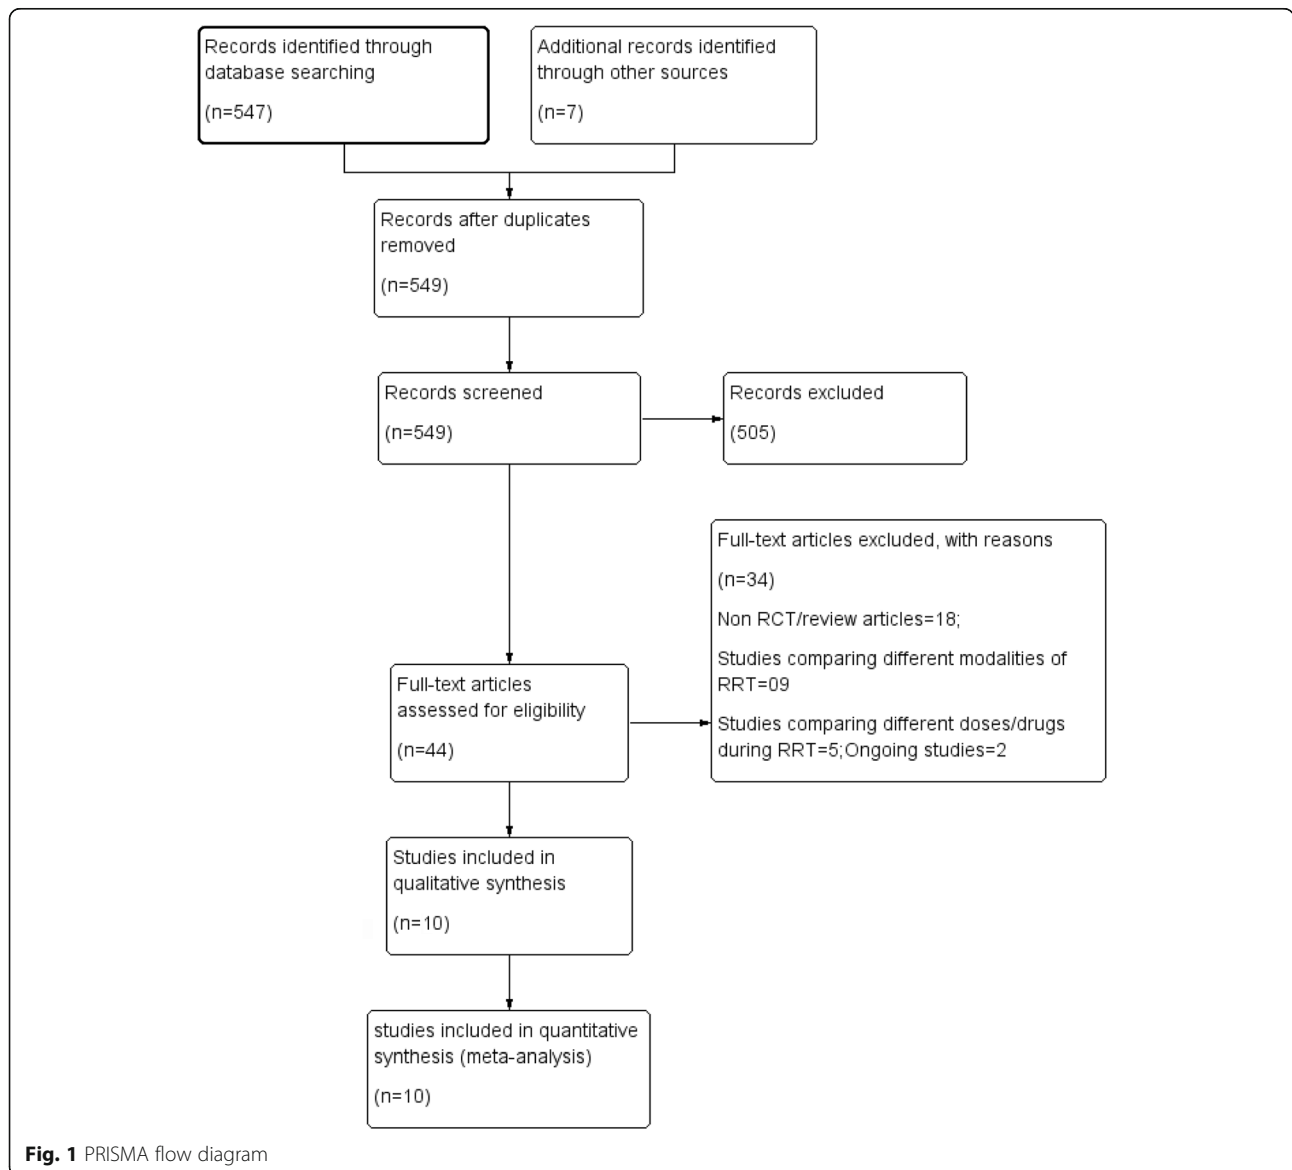 Records identified through
database searching
(n=547)
Additional records identified
through other sources
(n=7)
Records after duplicates
removed
(n=549)
Records screened
(n=549)
Records excluded
(505)
Full-text articles excluded, with reasons
(n=34)
Non RCT/review articles=18;
Studies comparing different modalities of
RRT=09
Studies comparing different doses/drugs
during RRT=5;Ongoing studies=2
Full-text articles
assessed for eligibility
(n=44)
Studies included in
qualitative synthesis
(n=10)
studies included in quantitative
synthesis (meta-analysis)
(n=10)
Fig. 1 PRISMA flow diagram